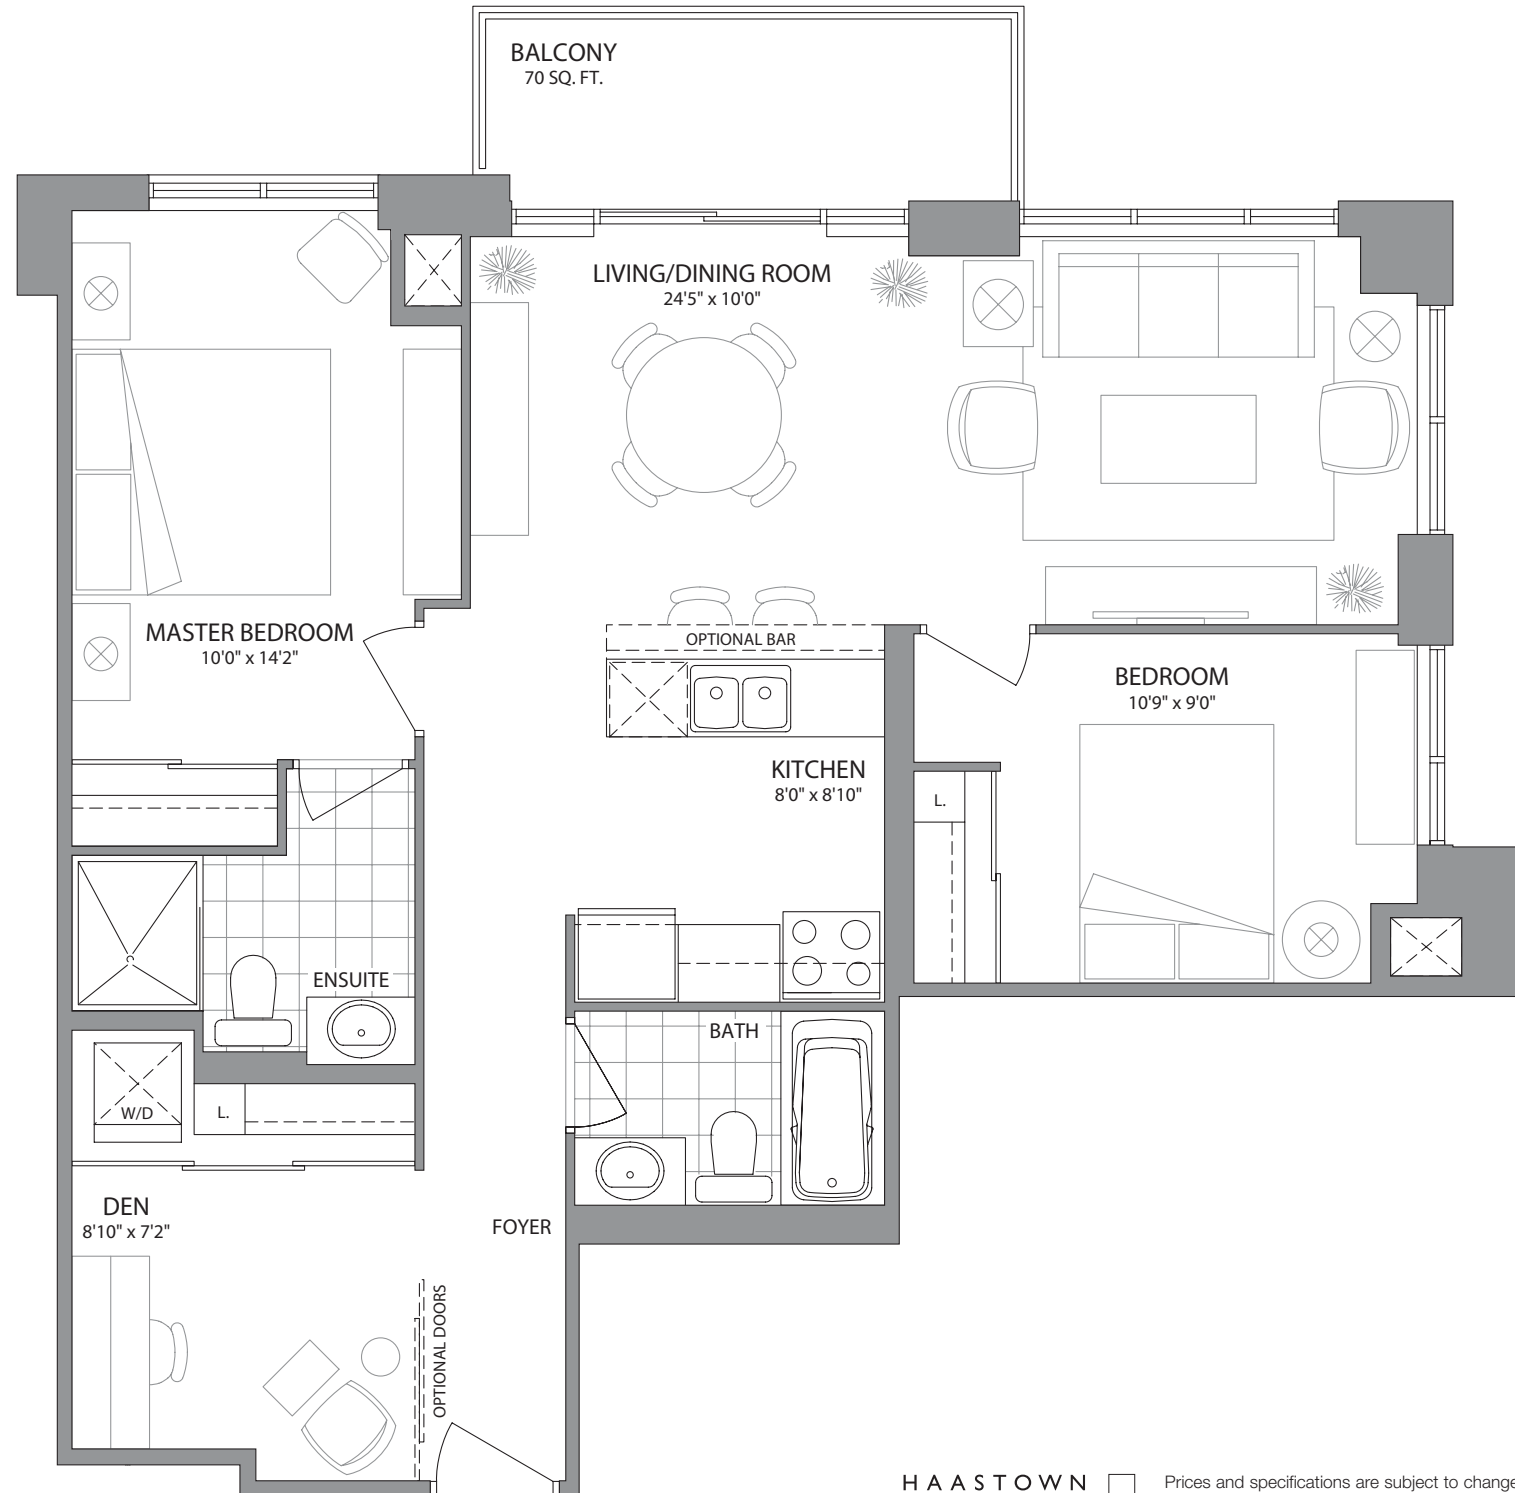 BALCONY
70 SQ. FT.
LIVING/DINING ROOM
24'5" x 10'0"
MASTER BEDROOM
10'0" x 14'2"
OPTIONAL BAR
BEDROOM
10'9" x 9'0"
KITCHEN
8'0" x 8'10"
L.
ENSUITE
BATH
W/D
L.
DEN
8'10" x 7'2"
FOYER
OPTIONAL DOORS
HAASTOWN
Prices and specifications are subject to change